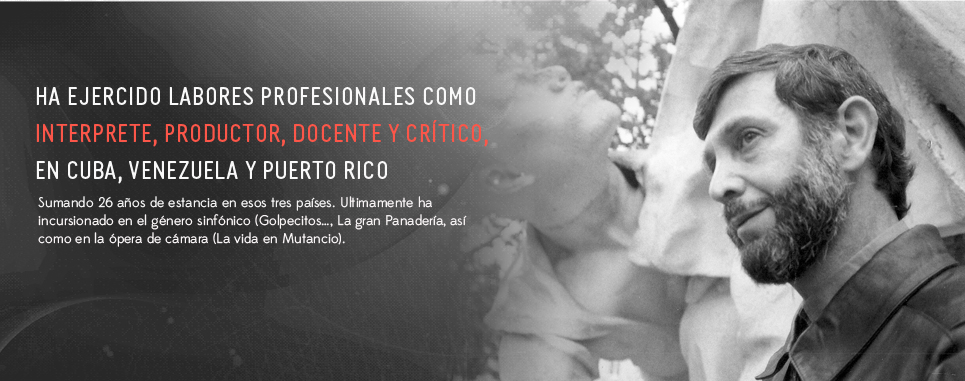 HA EJERCIDO LABORES PROFESIONALES COMO
INTERPRETE, PRODUCTOR, DOCENTE Y CRÍTICO,
EN CUBA, VENEZUELA Y PUERTO RICO
Sumando 26 años de estancia en esos tres países. Ultimamente ha
incursionado en el género sinfónico (Golpecitos..., La gran Panadería, así
como en la ópera de cámara (La vida en Mutancio).